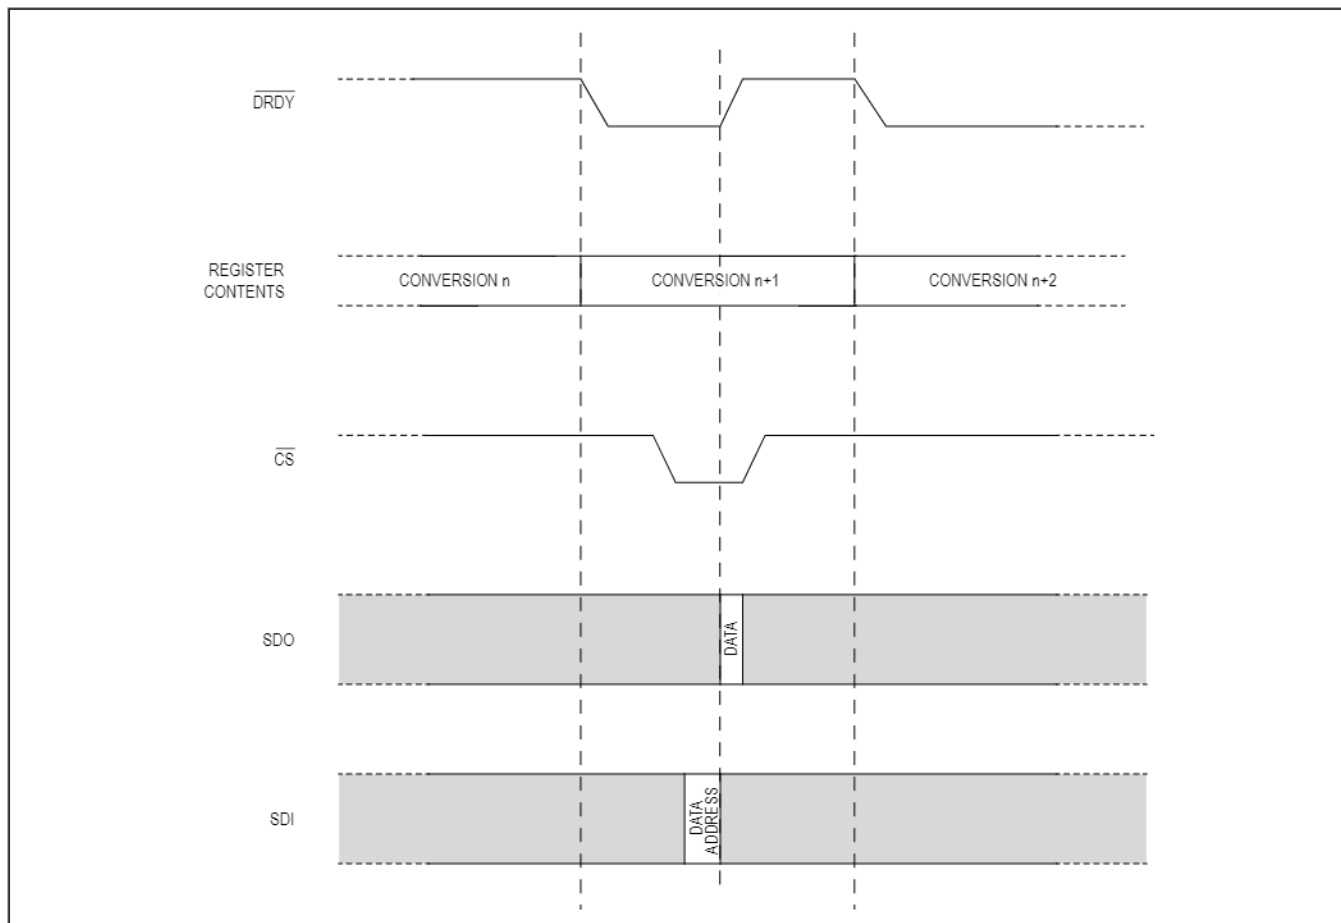 DRDY
REGISTER
CONTENTS
CONVERSION n
CONVERSION n+1
CONVERSION n+2
CS
SDO
DATA
SDI
DATA
ADDRESS